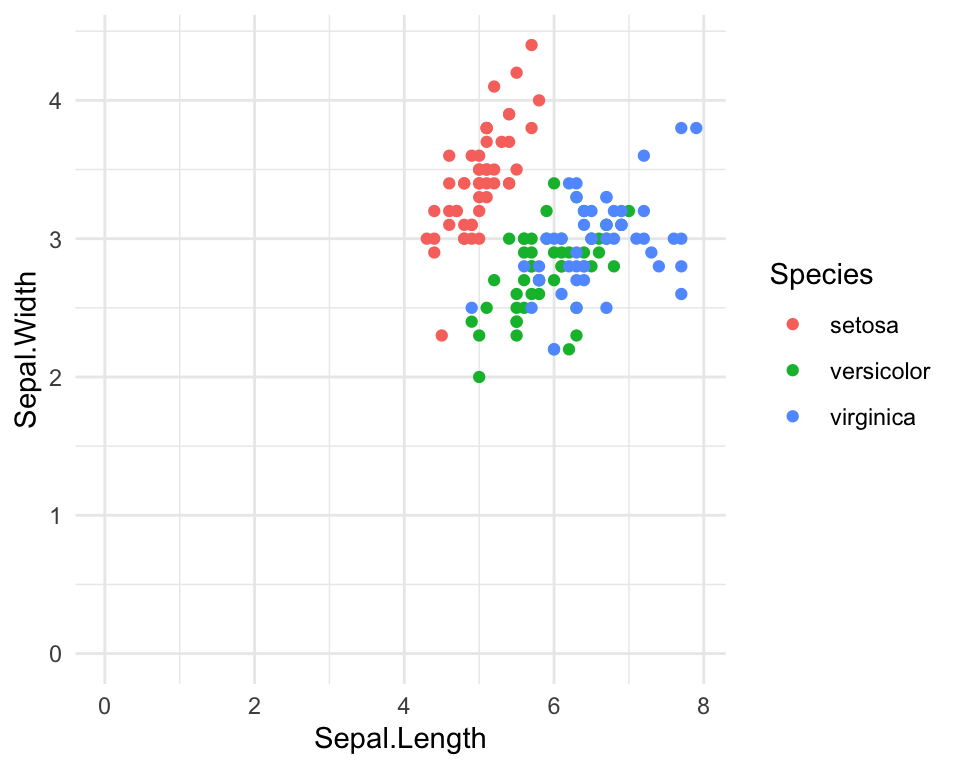 4
3
2
1
0
Sepal.Width
0 2 4 6 8
Sepal.Length
Species
setosa
versicolor
virginica